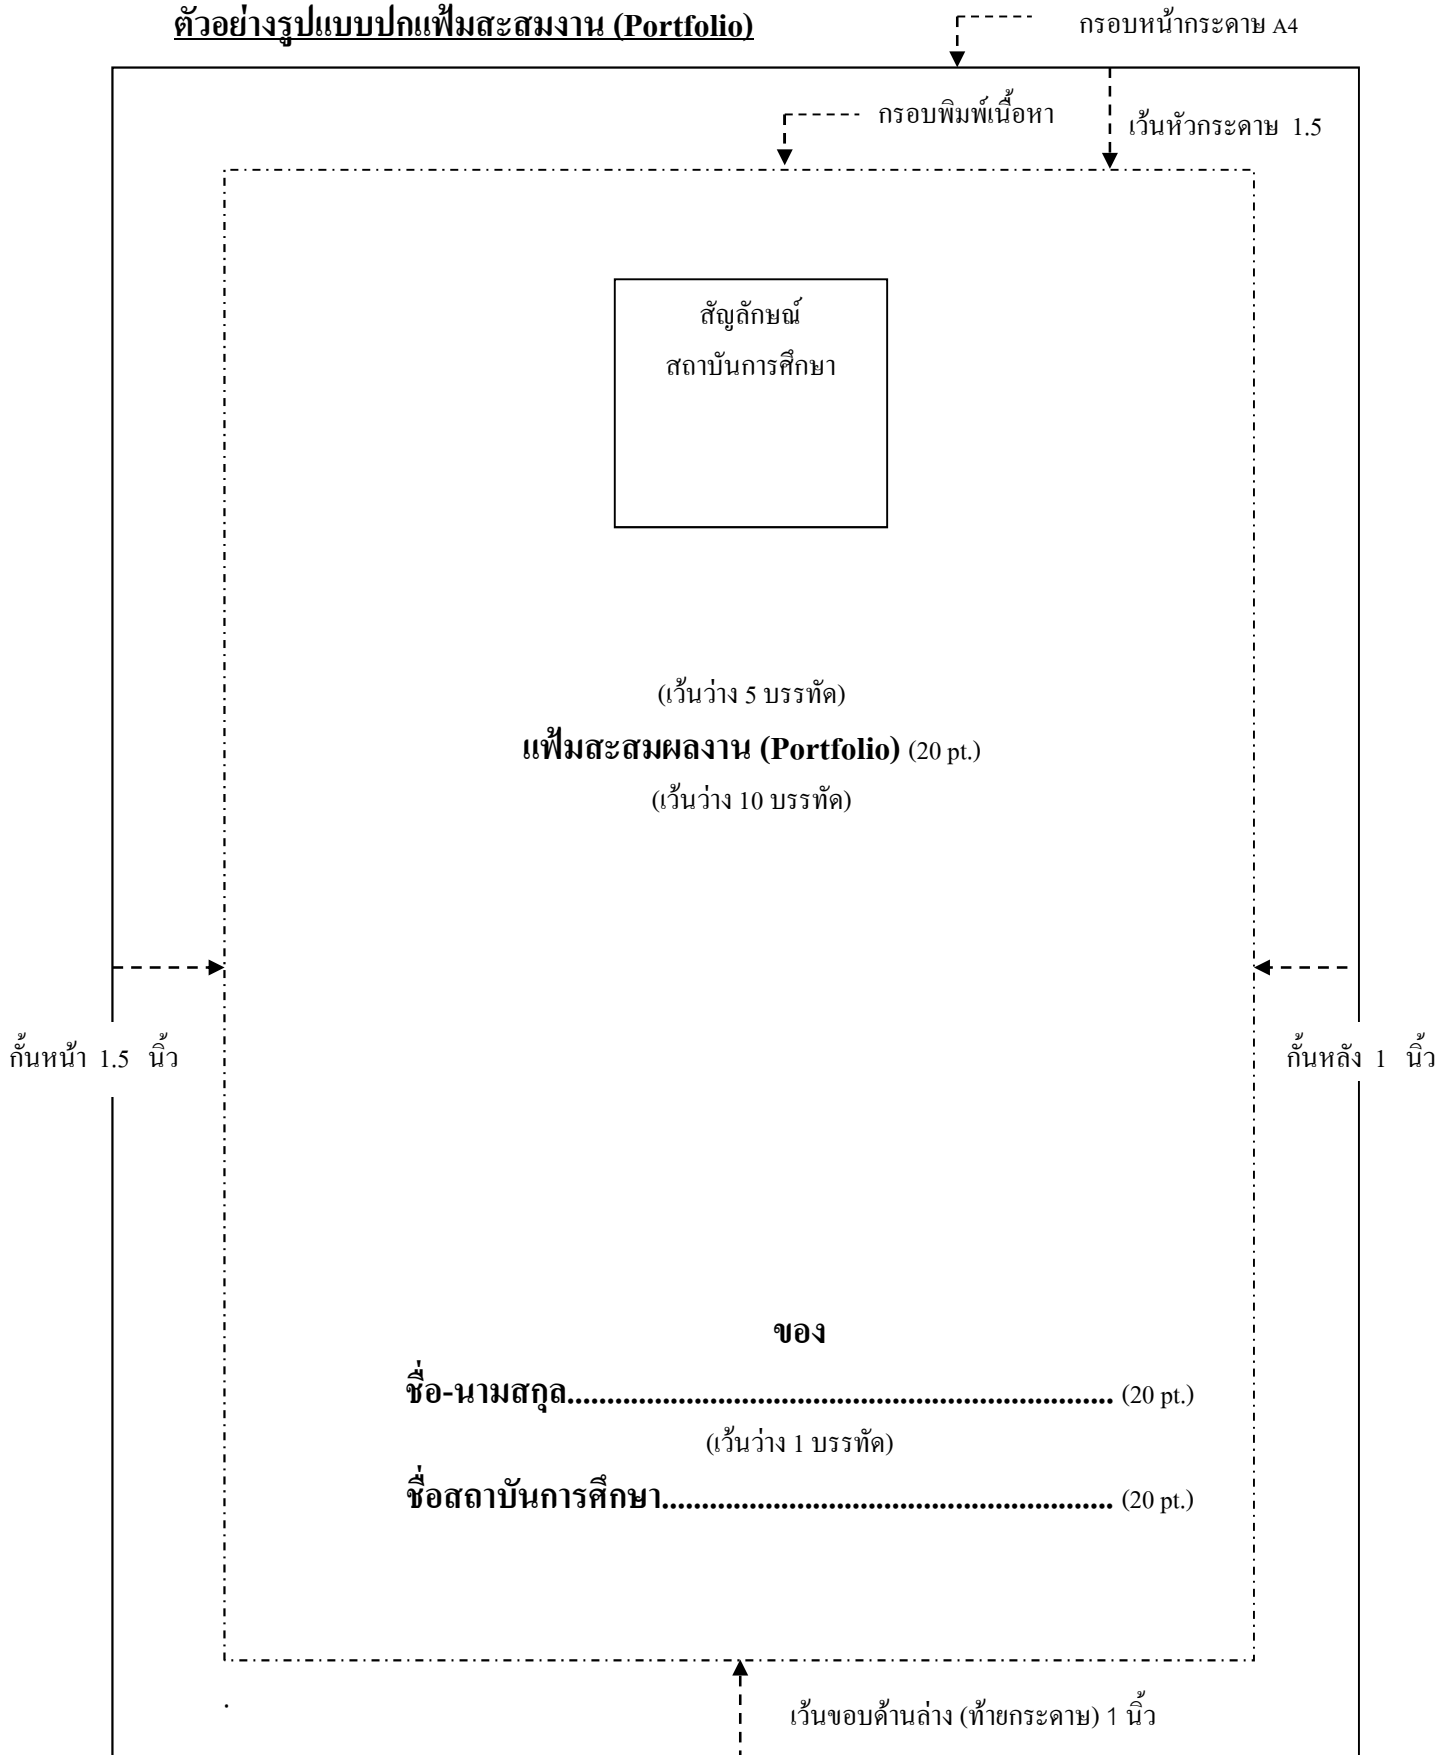 ตัวอย่างรูปแบบปกแฟ้มสะสมงาน (Portfolio)
กรอบหน้ากระดาษ A4
กรอบพิมพ์เนื้อหา
เว้นหัวกระดาษ 1.5
สัญลักษณ์
สถาบันการศึกษา
(เว้นว่าง 5 บรรทัด)
แฟ้มสะสมผลงาน (Portfolio) (20 pt.)
(เว้นว่าง 10 บรรทัด)
กั้นหน้า 1.5 นิ้ว
กั้นหลัง 1 นิ้ว
ของ
ชื่อ-นามสกุล..................................................................... (20 pt.)
(เว้นว่าง 1 บรรทัด)
ชื่อสถาบันการศึกษา......................................................... (20 pt.)
.
เว้นขอบด้านล่าง (ท้ายกระดาษ) 1 นิ้ว